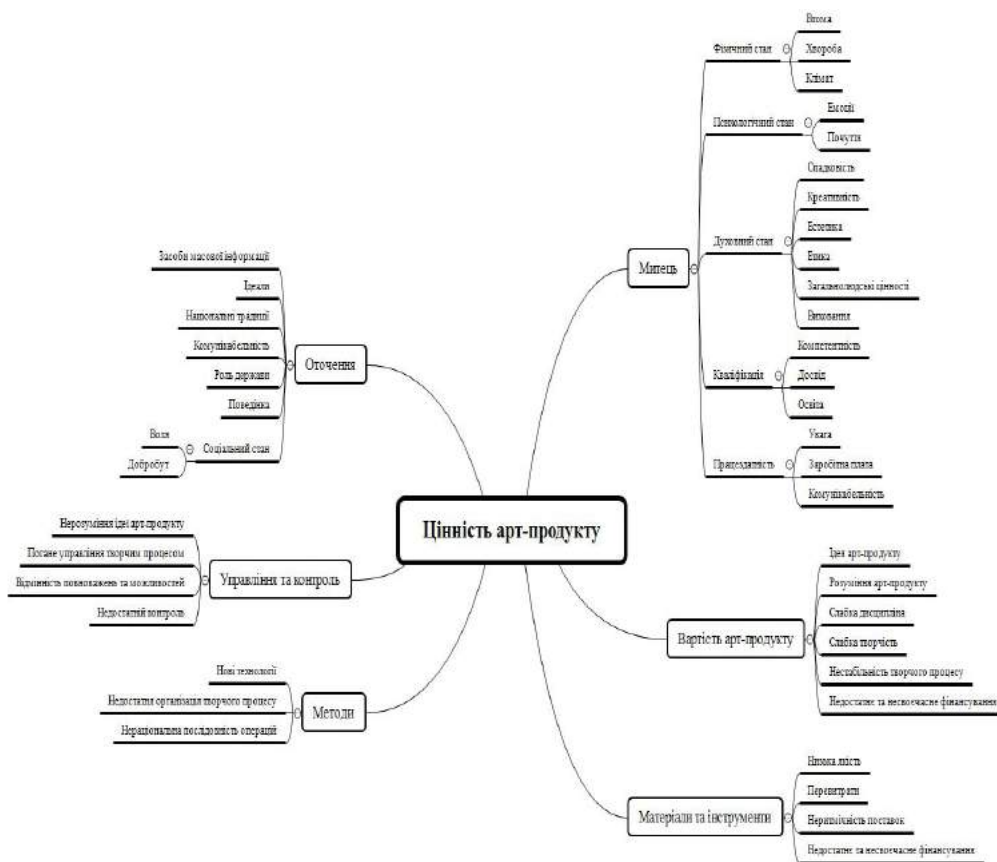 Цінність арт-продукту
Митець
Фізичний стан
Втома
Хвороба
Клімат
Психологічний стан
Емоції
Почуття
Духовний стан
Спадковість
Креативність
Естетика
Етика
Загальнолюдські цінності
Виховання
Кваліфікація
Компетентність
Досвід
Освіта
Працездатність
Увага
Заробітна плата
Комунікабельність
Вартість арт-продукту
Ідея арт-продукту
Розуміння арт-продукту
Слабка дисципліна
Слабка творчість
Нестабільність творчого процесу
Недостатнє та несвоєчасне фінансування
Матеріали та інструменти
Низька якість
Перевитрати
Неритмічність поставок
Недостатнє та несвоєчасне фінансування
Оточення
Засоби масової інформації
Ідеали
Національні традиції
Комунікабельність
Роль держави
Поведінка
Соціальний стан
Воля
Добробут
Управління та контроль
Нерозуміння ідеї арт-продукту
Погане управління творчим процесом
Відмінність повноважень та можливостей
Недостатній контроль
Методи
Нові технології
Недостатня організація творчого процесу
Нераціональна послідовність операцій